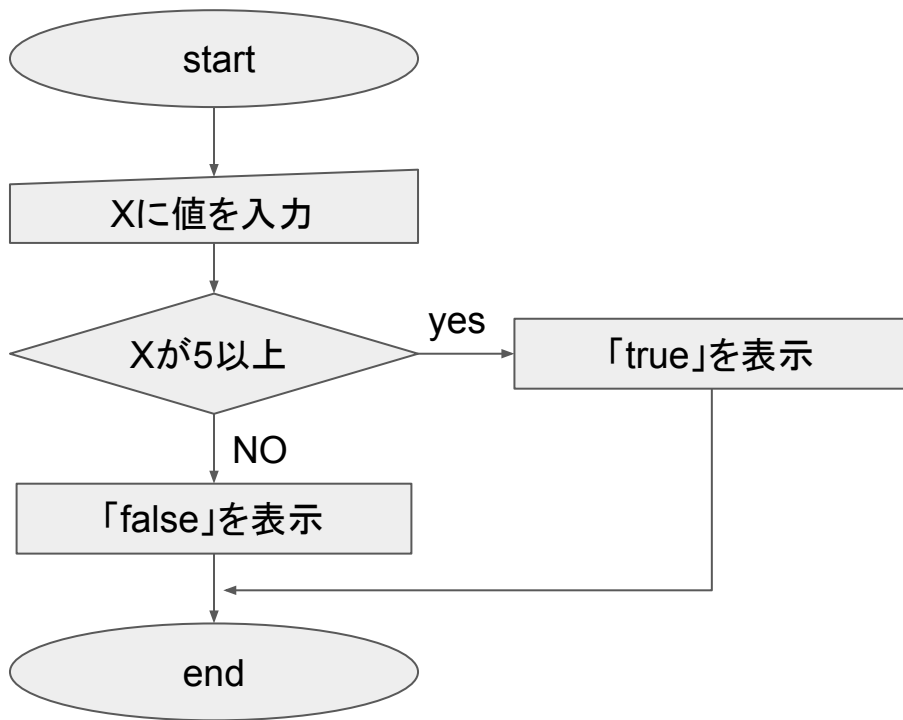 start
Xに値を入力
Xが5以上
yes
「true」を表示
NO
「false」を表示
end